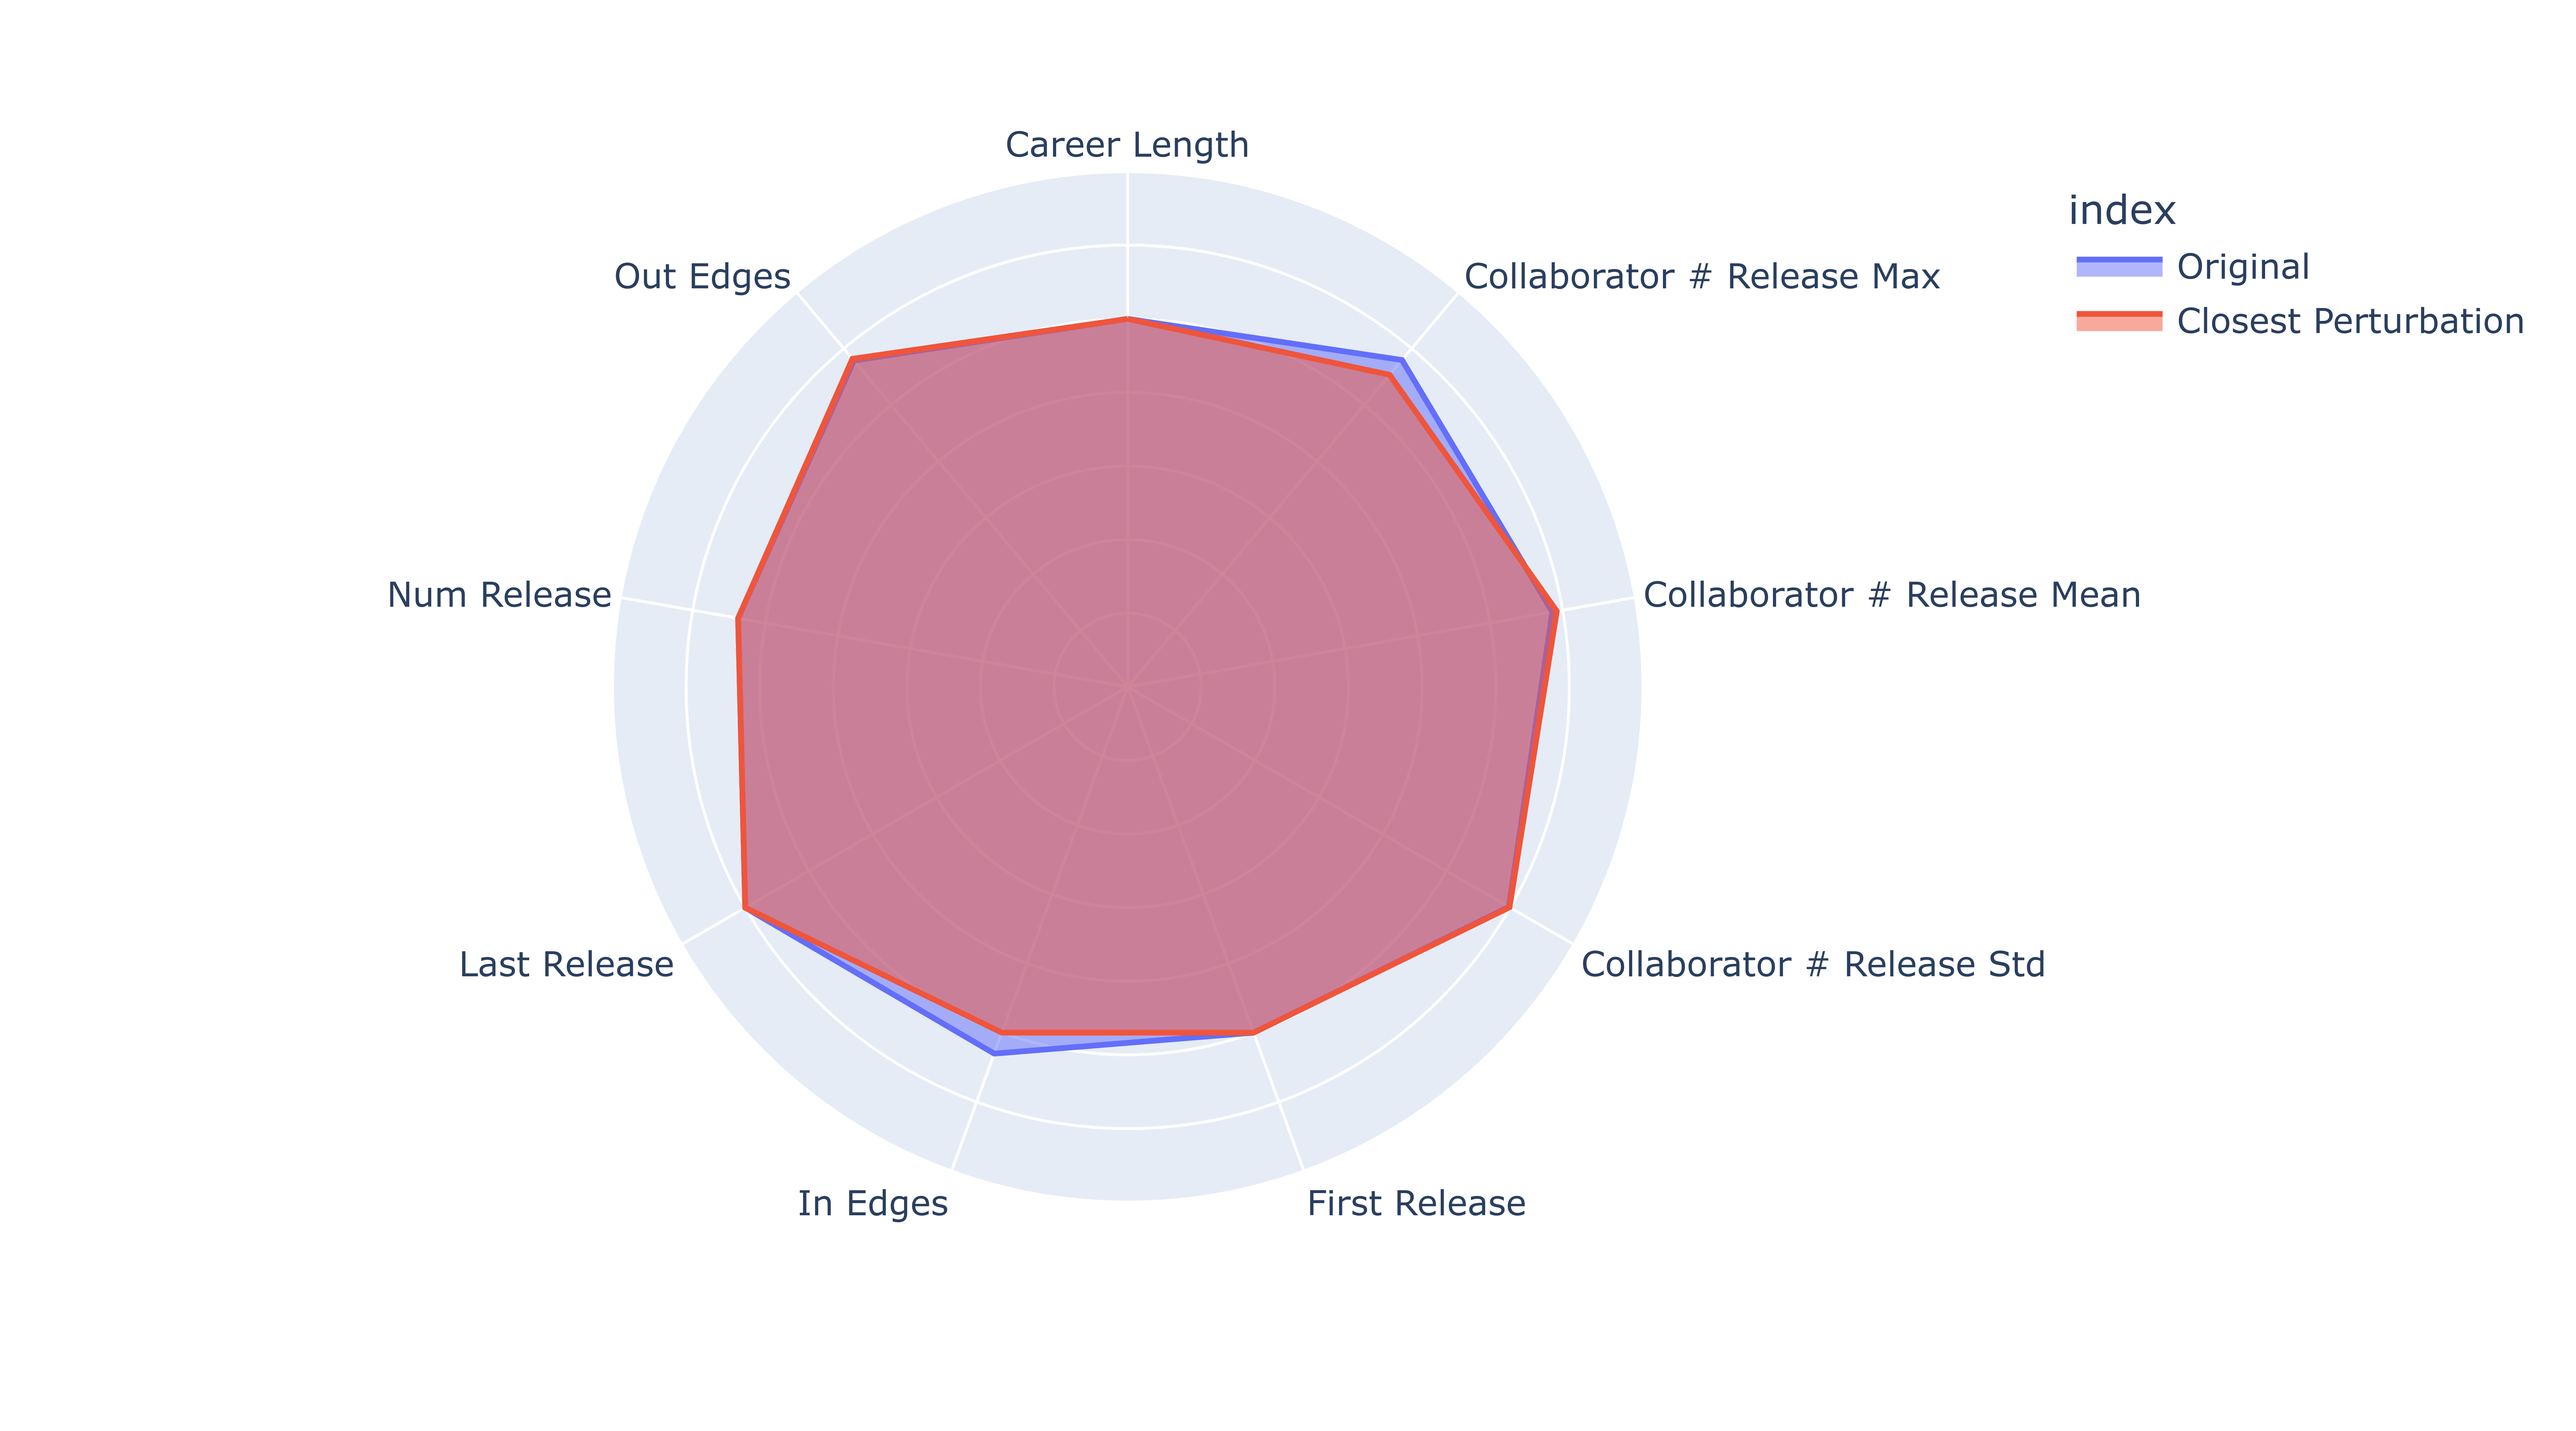 Career Length
Out Edges
Collaborator # Release Max
Num Release
Collaborator # Release Mean
Last Release
Collaborator # Release Std
In Edges
First Release
index
Original
Closest Perturbation